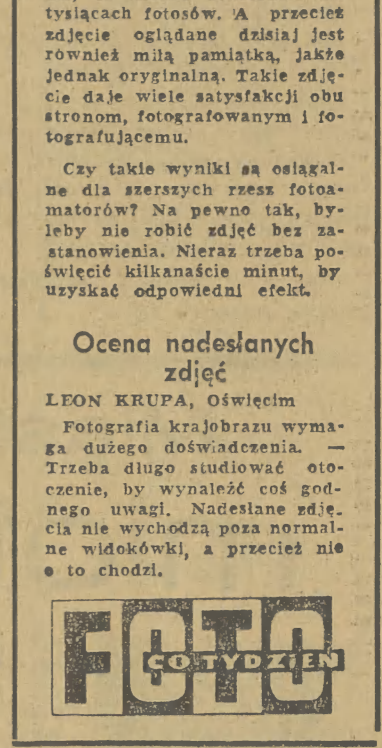 tysiącach fotosów. A przecież
zdjęcie oglądane dzisiaj jest
również miłą pamiątką, jakże
jednak oryginalną. Takie zdję-
cie daje wiele satysfakcji obu
stronom, fotografowanym i fo-
tografującemu.
Czy takie wyniki są osiągal-
ne dla szerszych rzesz fotoa-
matorów? Na pewno tak, by-
leby nie robić zdjęć bez za-
stanowienia. Nieraz trzeba po-
święcić kilkanaście minut, by
uzyskać odpowiedni efekt.
Ocena nadesłanych
zdjęć
LEON KRUPA, Oświęcim
Fotografia krajobrazu wyma-
ga dużego doświadczenia. —
Trzeba długo studiować oto-
czenie, by wynaleźć coś god-
nego uwagi. Nadesłane zdję-
cia nie wychodzą poza normal-
ne widokówki, a przecież nie
o to chodzi.
FOTO
CO TYDZIEŃ